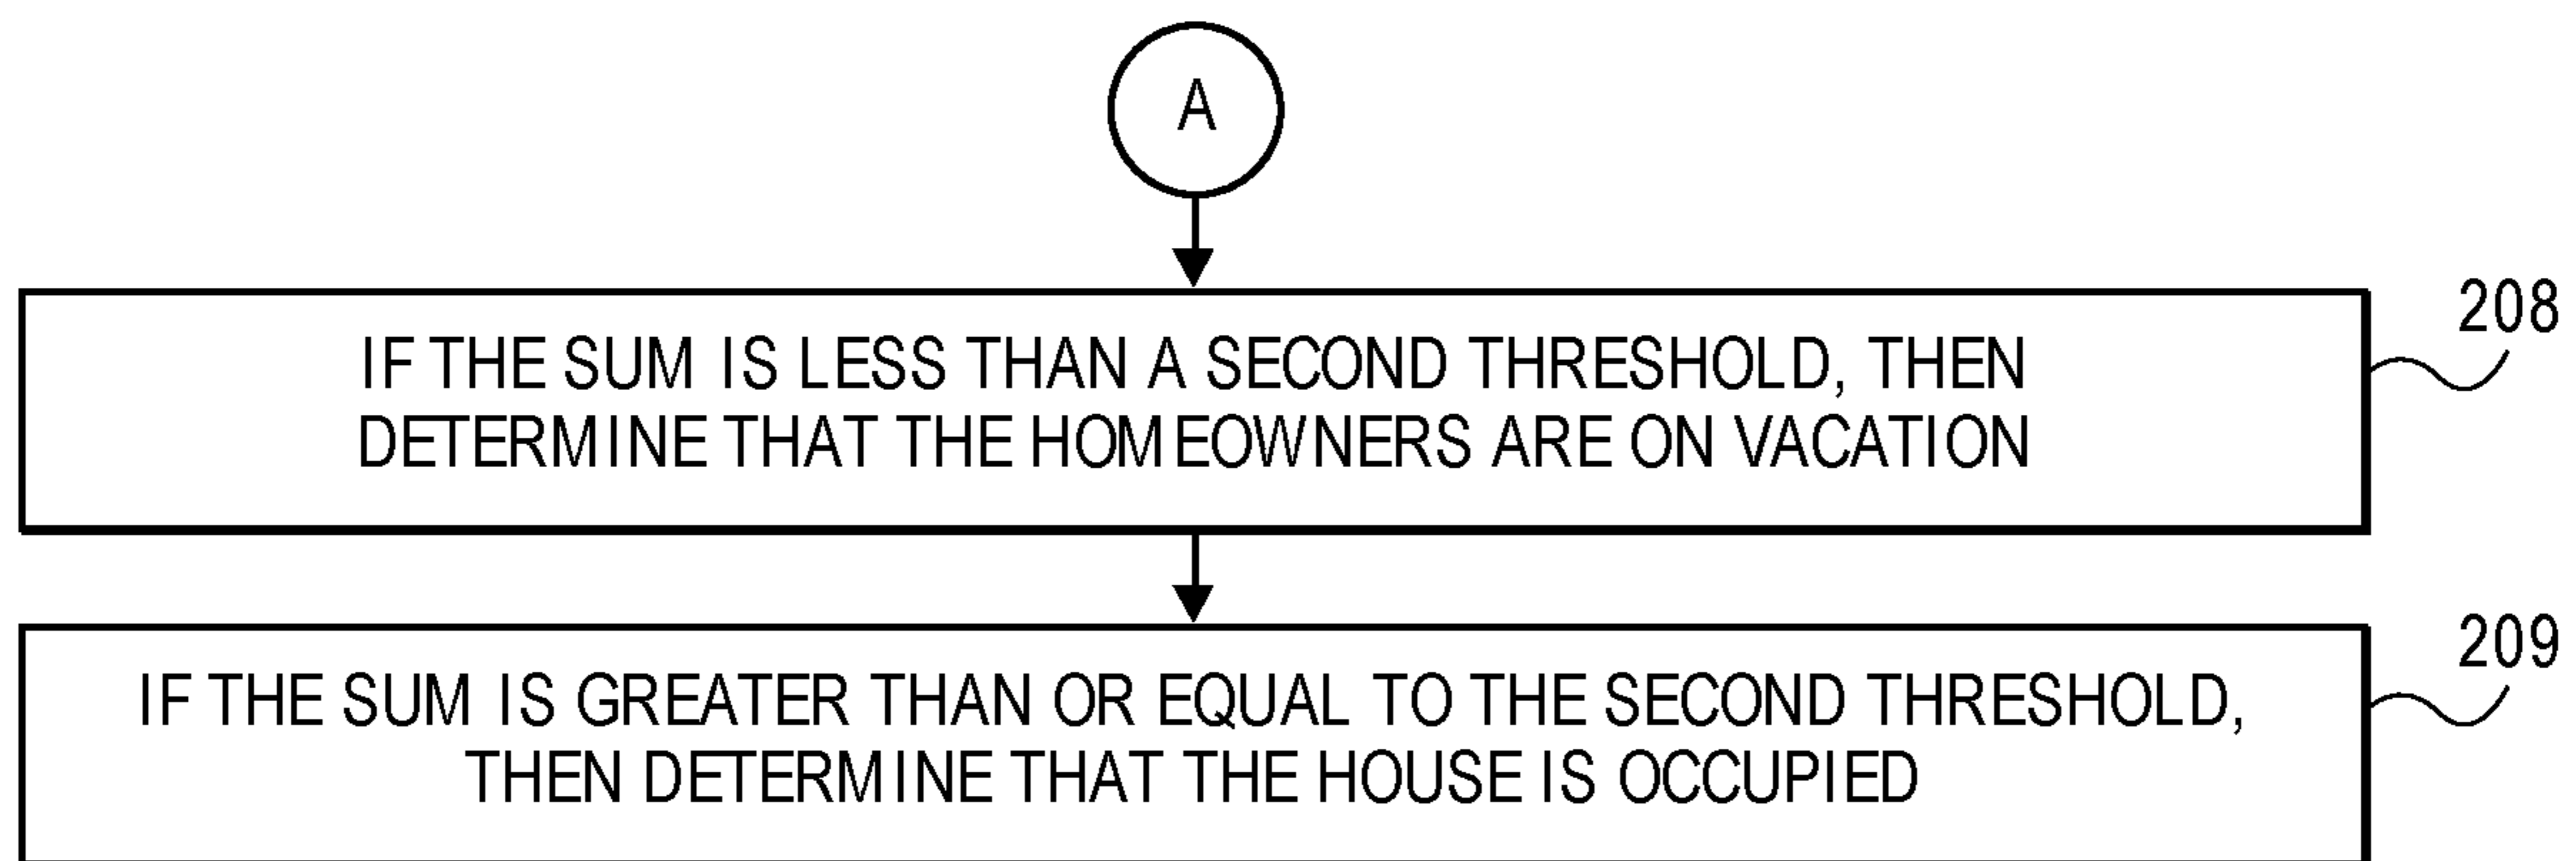 A
IF THE SUM IS LESS THAN A SECOND THRESHOLD, THEN
DETERMINE THAT THE HOMEOWNERS ARE ON VACATION
208
IF THE SUM IS GREATER THAN OR EQUAL TO THE SECOND THRESHOLD,
THEN DETERMINE THAT THE HOUSE IS OCCUPIED
209